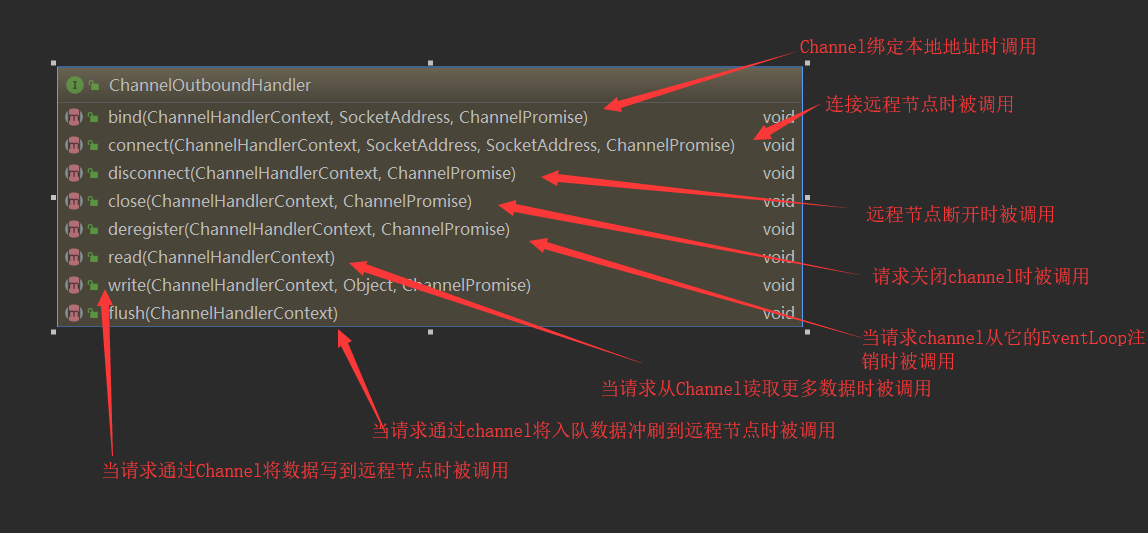 Channel绑定本地地址时调用
ChannelOutboundHandler
连接远程节点时被调用
bind(ChannelHandlerContext, SocketAddress, ChannelPromise) void
connect(ChannelHandlerContext, SocketAddress, SocketAddress, ChannelPromise) void
disconnect(ChannelHandlerContext, ChannelPromise) void
close(ChannelHandlerContext, ChannelPromise) void
远程节点断开时被调用
deregister(ChannelHandlerContext, ChannelPromise) void
read(ChannelHandlerContext) void
请求关闭channel时被调用
write(ChannelHandlerContext, Object, ChannelPromise) void
flush(ChannelHandlerContext) void
当请求channel从它的EventLoop注
销时被调用
当请求从Channel读取更多数据时被调用
当请求通过channel将入队数据冲刷到远程节点时被调用
当请求通过Channel将数据写到远程节点时被调用